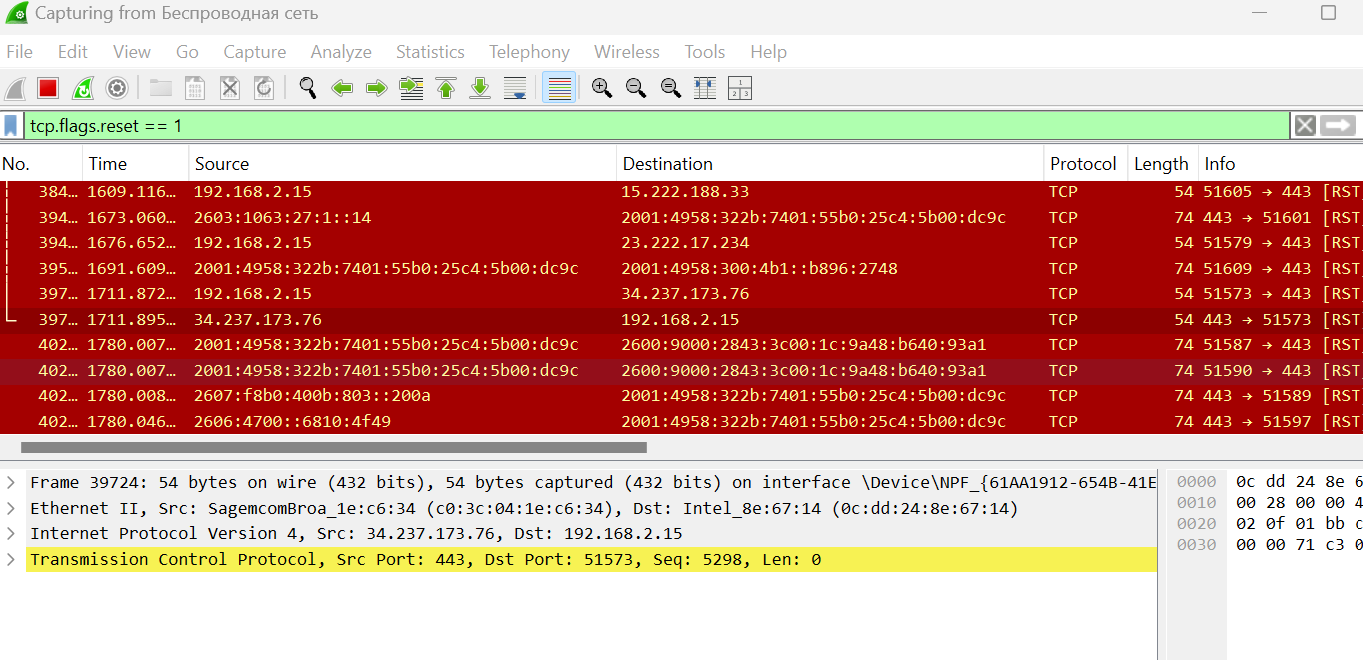 Capturing from Беспроводная сеть
File Edit View Go Capture Analyze Statistics Telephony Wireless Tools Help
tcp.flags.reset == 1
No. Time Source Destination Protocol Length Info
384… 1609.116… 192.168.2.15 15.222.188.33 TCP 54 51605 → 443 [RST,
394… 1673.060… 2603:1063:27:1::14 2001:4958:322b:7401:55b0:25c4:5b00:dc9c TCP 74 443 → 51601 [RST,
394… 1676.652… 192.168.2.15 23.222.17.234 TCP 54 51579 → 443 [RST,
395… 1691.609… 2001:4958:322b:7401:55b0:25c4:5b00:dc9c 2001:4958:300:4b1::b896:2748 TCP 74 51609 → 443 [RST,
397… 1711.872… 192.168.2.15 34.237.173.76 TCP 54 51573 → 443 [RST,
397… 1711.895… 34.237.173.76 192.168.2.15 TCP 54 443 → 51573 [RST]
402… 1780.007… 2001:4958:322b:7401:55b0:25c4:5b00:dc9c 2600:9000:2843:3c00:1c:9a48:b640:93a1 TCP 74 51587 → 443 [RST,
402… 1780.007… 2001:4958:322b:7401:55b0:25c4:5b00:dc9c 2600:9000:2843:3c00:1c:9a48:b640:93a1 TCP 74 51590 → 443 [RST,
402… 1780.008… 2607:f8b0:400b:803::200a 2001:4958:322b:7401:55b0:25c4:5b00:dc9c TCP 74 443 → 51589 [RST]
402… 1780.046… 2606:4700::6810:4f49 2001:4958:322b:7401:55b0:25c4:5b00:dc9c TCP 74 443 → 51597 [RST]
Frame 39724: 54 bytes on wire (432 bits), 54 bytes captured (432 bits) on interface \Device\NPF_{61AA1912-654B-41E
Ethernet II, Src: SagemcomBroa_1e:c6:34 (c0:3c:04:1e:c6:34), Dst: Intel_8e:67:14 (0c:dd:24:8e:67:14)
Internet Protocol Version 4, Src: 34.237.173.76, Dst: 192.168.2.15
Transmission Control Protocol, Src Port: 443, Dst Port: 51573, Seq: 5298, Len: 0
0000 0c dd 24 8e 6
0010 00 28 00 00 4
0020 02 0f 01 bb c
0030 00 00 71 c3 0